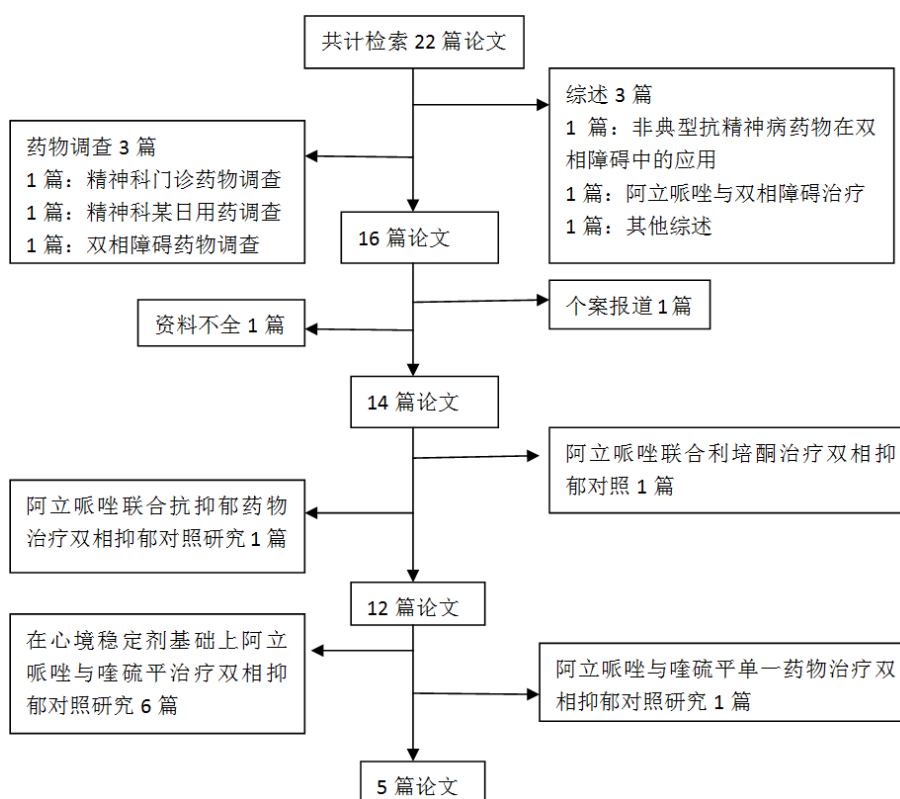 共计检索 22 篇论文
综述 3 篇
1 篇：非典型抗精神病药物在双
相障碍中的应用
1 篇：阿立哌唑与双相障碍治疗
1 篇：其他综述
药物调查 3 篇
1 篇：精神科门诊药物调查
1 篇：精神科某日用药调查
1 篇：双相障碍药物调查
16 篇论文
个案报道 1 篇
资料不全 1 篇
14 篇论文
阿立哌唑联合利培酮治疗双相抑
郁对照 1 篇
阿立哌唑联合抗抑郁药物
治疗双相抑郁对照研究 1 篇
12 篇论文
在心境稳定剂基础上阿立
哌唑与喹硫平治疗双相抑
郁对照研究 6 篇
阿立哌唑与喹硫平单一药物治疗双
相抑郁对照研究 1 篇
5 篇论文